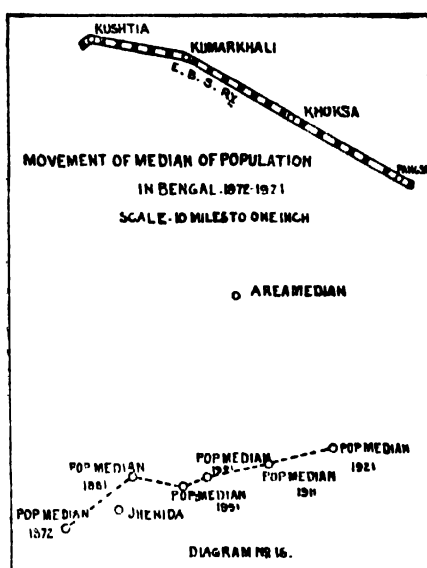 KUSHTIA
KUMARKHALI
E. B. S. RY
KHOKSA
MOVEMENT OF MEDIAN OF POPULATION
IN BENGAL. 1872-1921
SCALE. 10 MILES TO ONE INCH
AREA MEDIAN
POP MEDIAN
1921
POP MEDIAN
POP MEDIAN
1911
POP MEDIAN
1881
POP MEDIAN
1891
POP MEDIAN
1872
JHENIDA
DIAGRAM Nº 16.